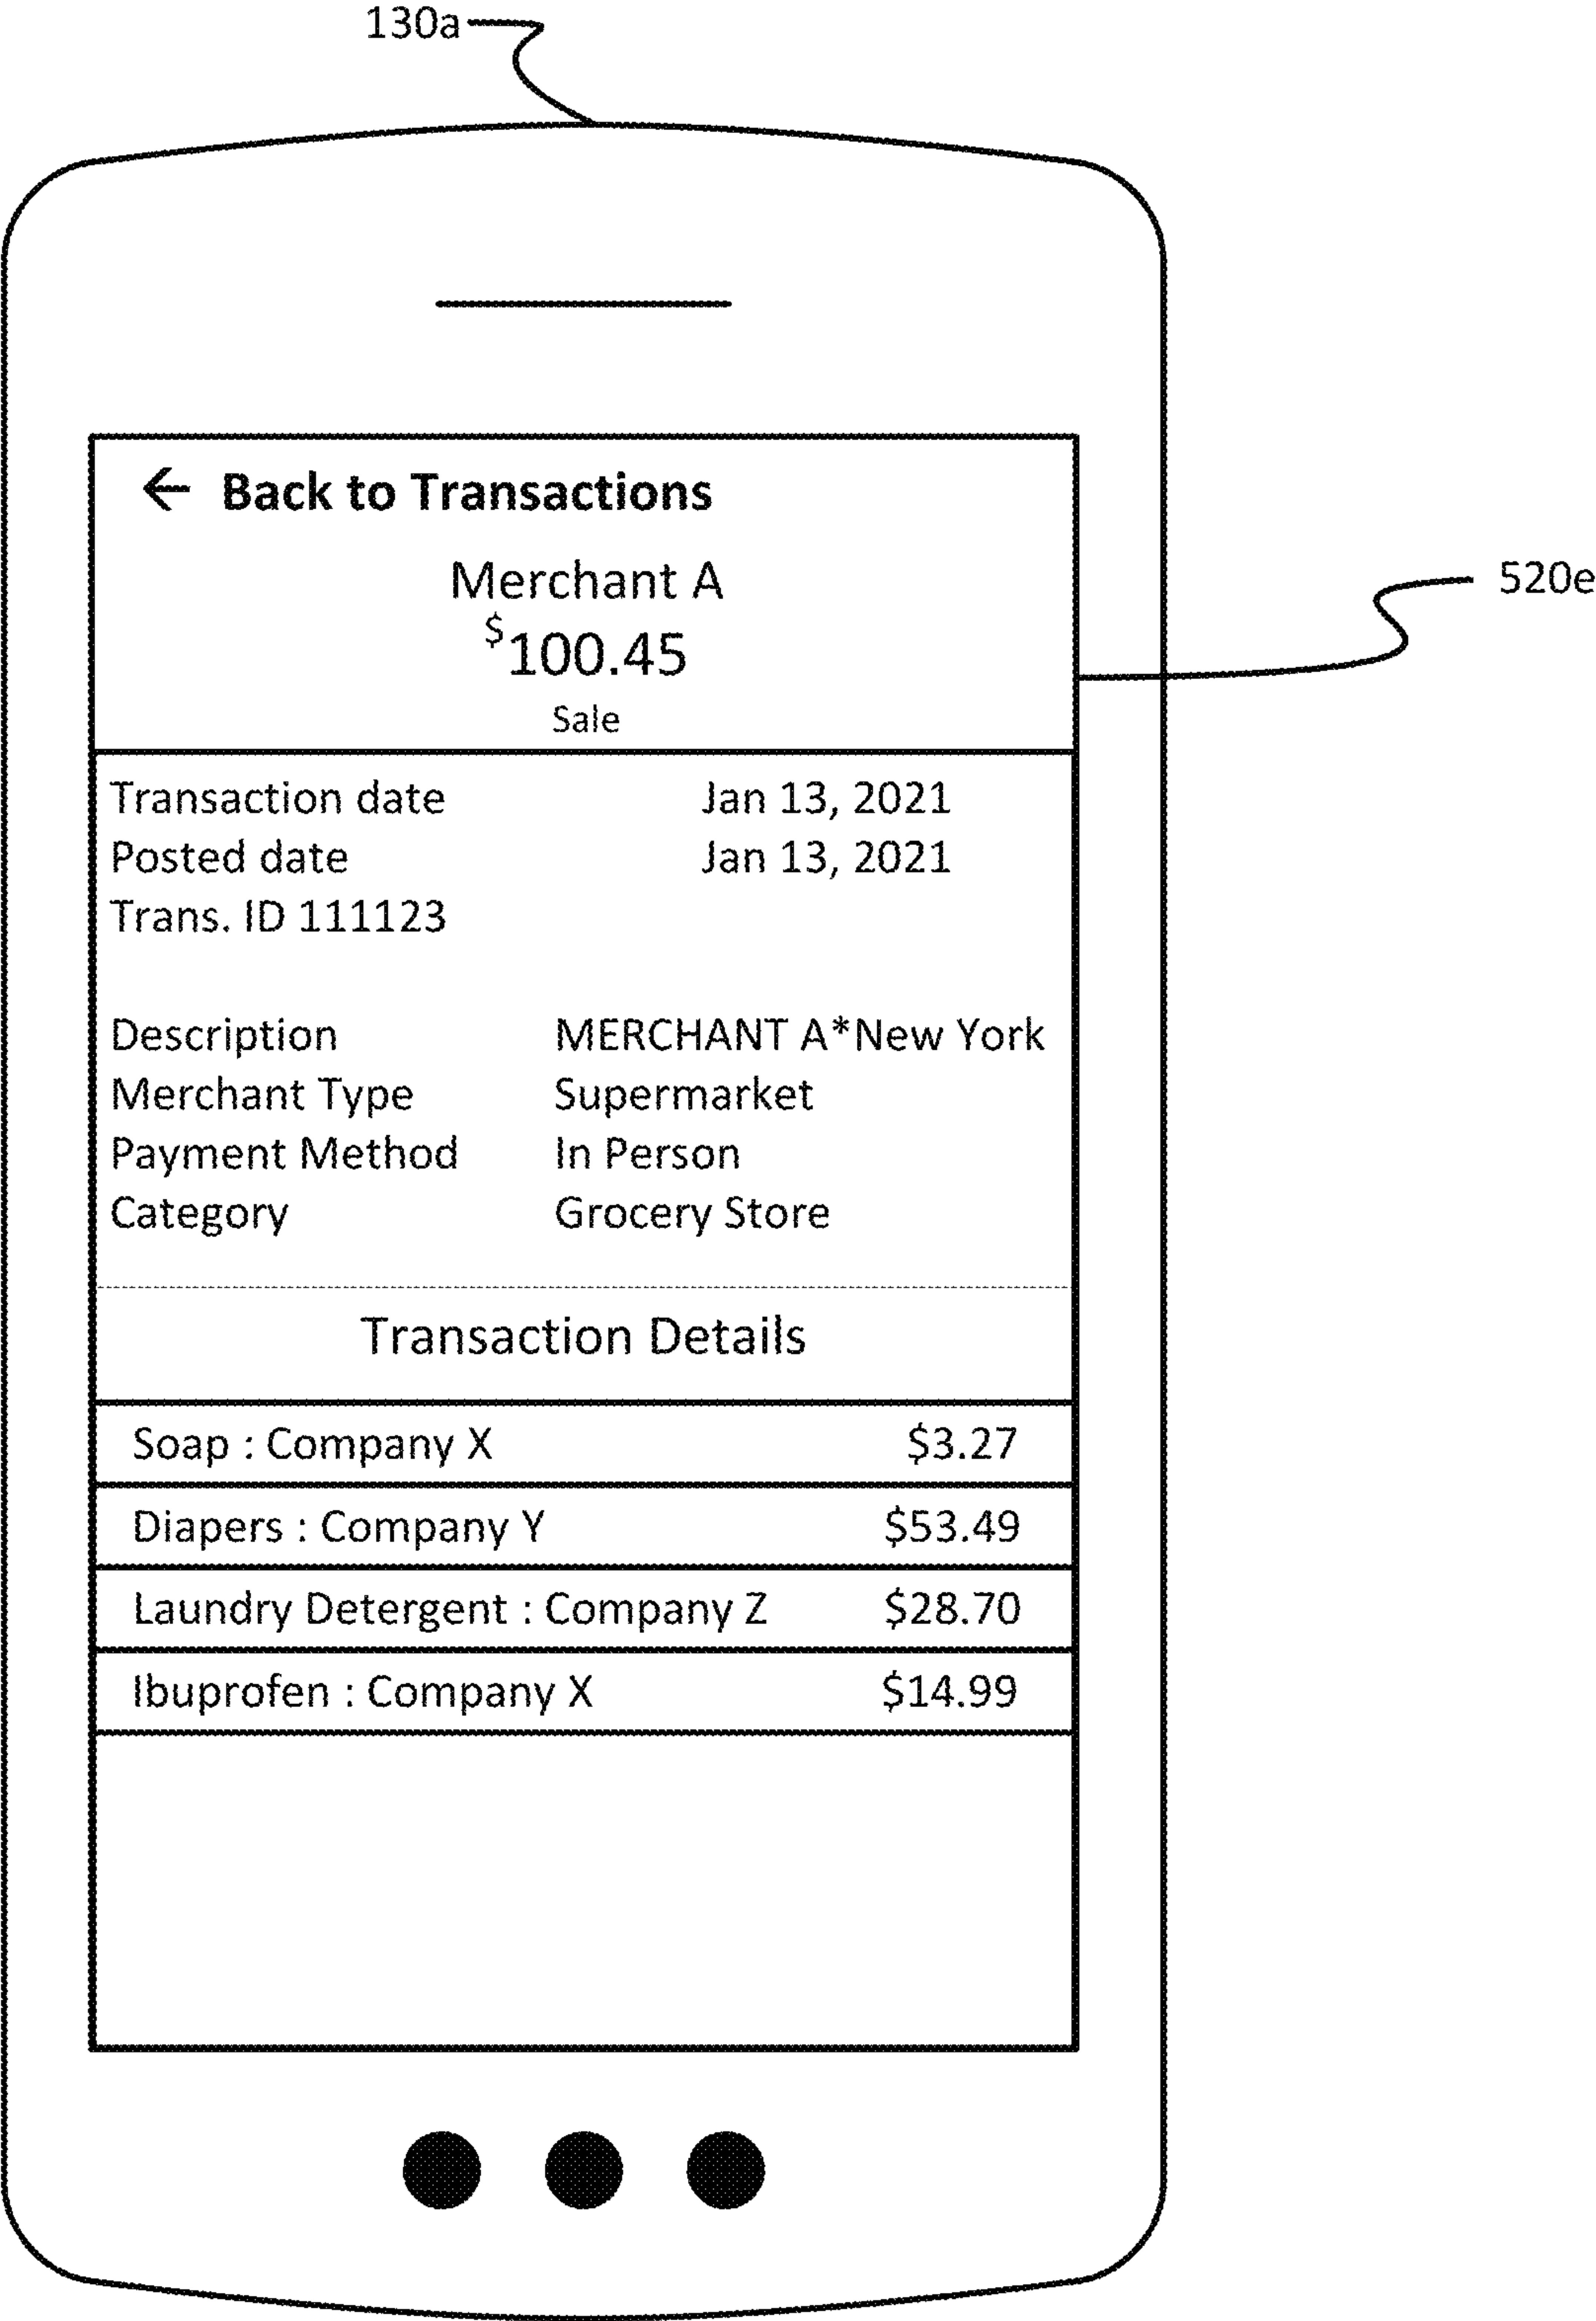 130a
← Back to Transactions
Merchant A
520e
$100.45
Sale
Transaction date Jan 13, 2021
Posted date Jan 13, 2021
Trans. ID 111123
Description MERCHANT A*New York
Merchant Type Supermarket
Payment Method In Person
Category Grocery Store
Transaction Details
Soap : Company X $3.27
Diapers : Company Y $53.49
Laundry Detergent : Company Z $28.70
Ibuprofen : Company X $14.99